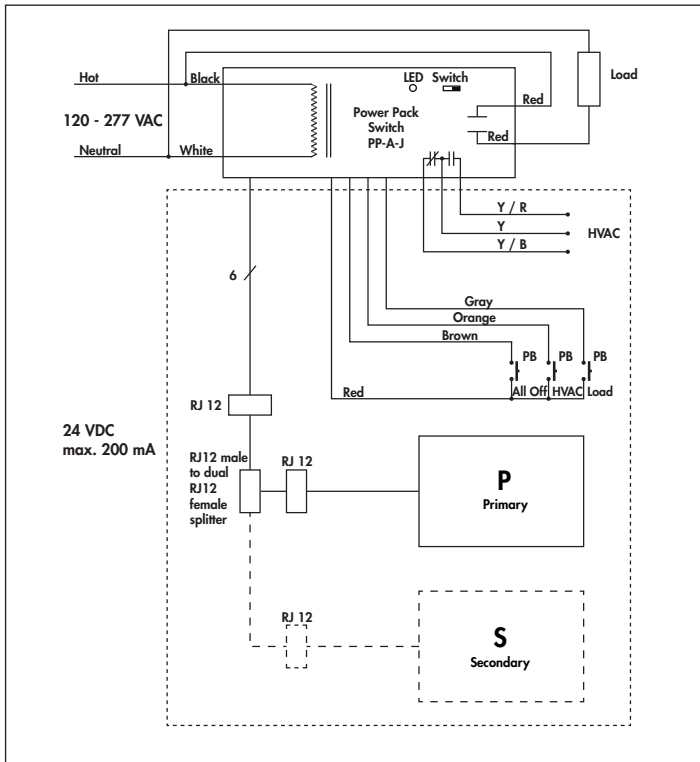 LED Switch
Load
Hot
Black
Red
120 - 277 VAC
Power Pack
Switch
PP-A-J
Red
Neutral
White
Y / R
Y
HVAC
Y / B
6
Gray
Orange
Brown
PB PB PB
Red
All Off HVAC Load
RJ 12
24 VDC
max. 200 mA
RJ12 male
to dual
RJ12
female
splitter
RJ 12
P
Primary
RJ 12
S
Secondary